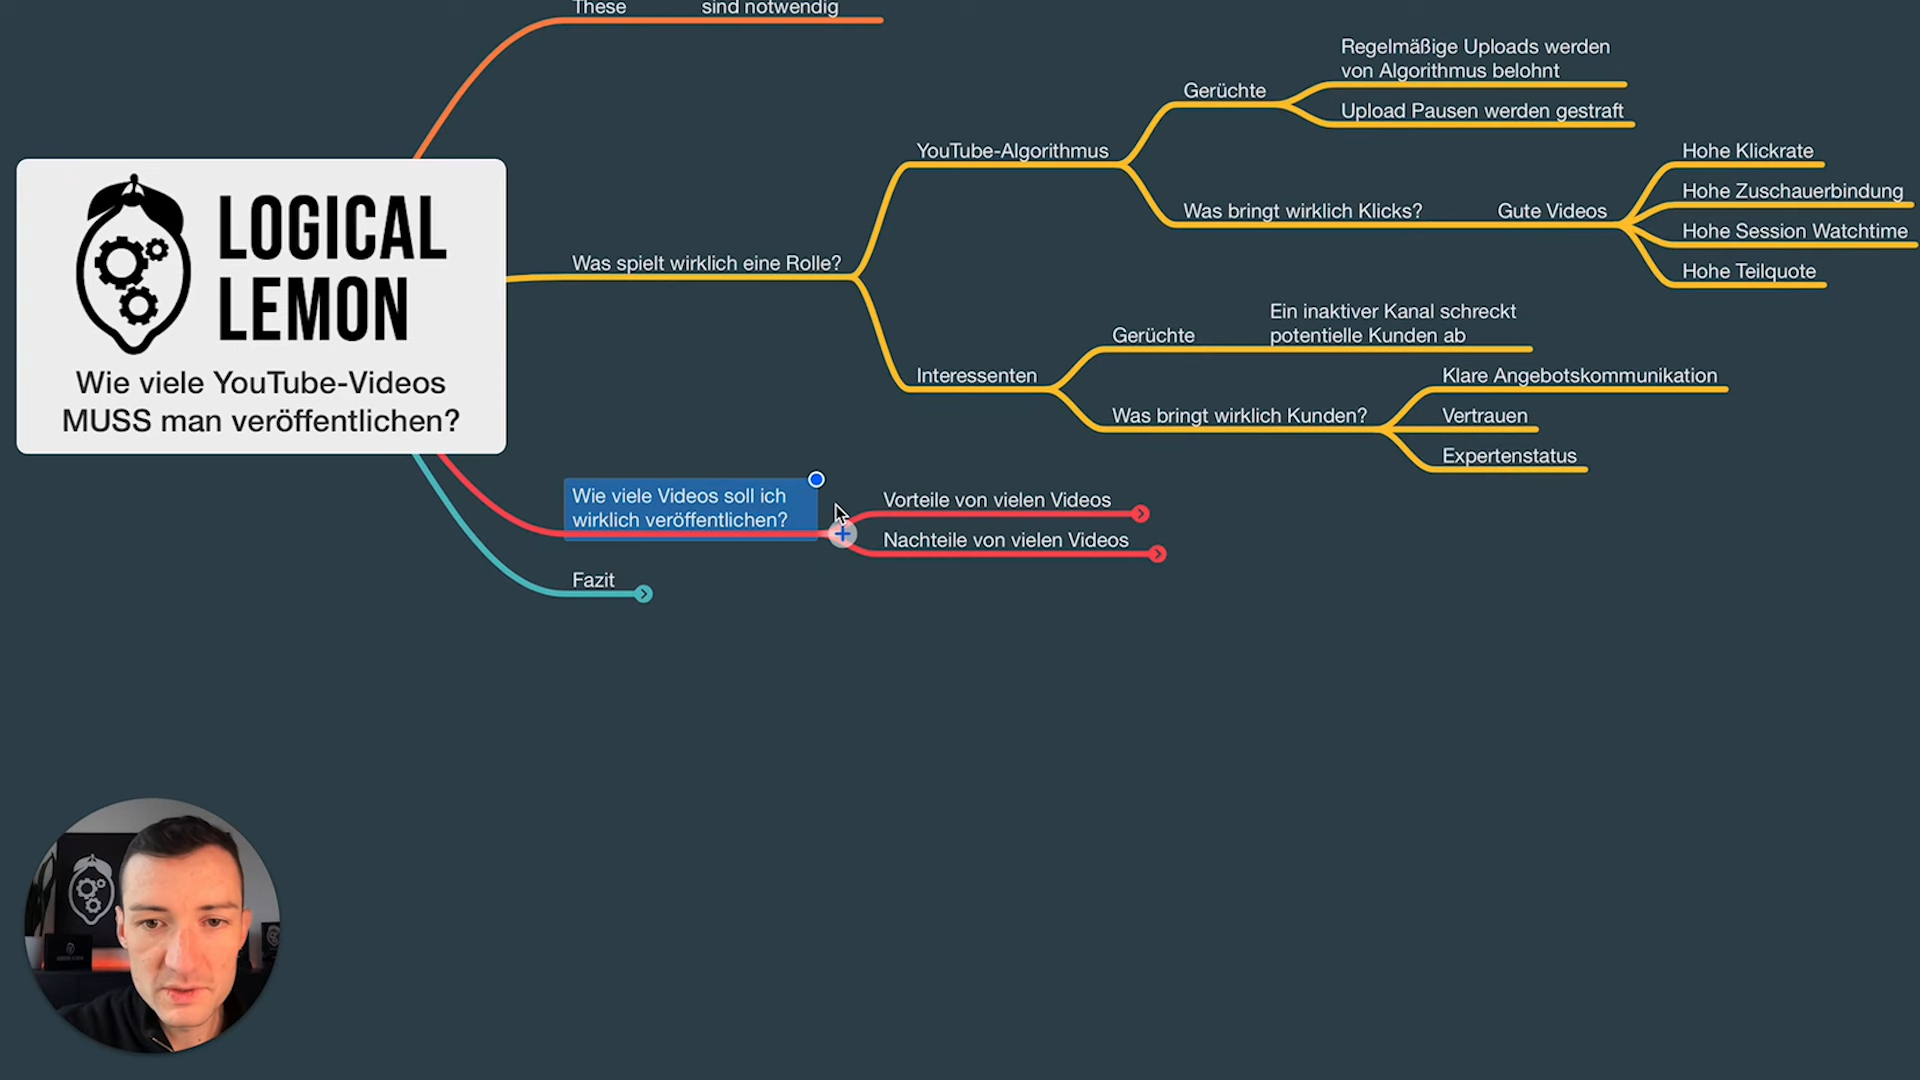 These
sind notwendig
LOGICAL
LEMON
Wie viele YouTube-Videos
MUSS man veröffentlichen?
Was spielt wirklich eine Rolle?
YouTube-Algorithmus
Gerüchte
Regelmäßige Uploads werden
von Algorithmus belohnt
Upload Pausen werden gestraft
Was bringt wirklich Klicks?
Gute Videos
Hohe Klickrate
Hohe Zuschauerbindung
Hohe Session Watchtime
Hohe Teilquote
Interessenten
Gerüchte
Ein inaktiver Kanal schreckt
potentielle Kunden ab
Was bringt wirklich Kunden?
Klare Angebotskommunikation
Vertrauen
Expertenstatus
Wie viele Videos soll ich
wirklich veröffentlichen?
Vorteile von vielen Videos
Nachteile von vielen Videos
Fazit